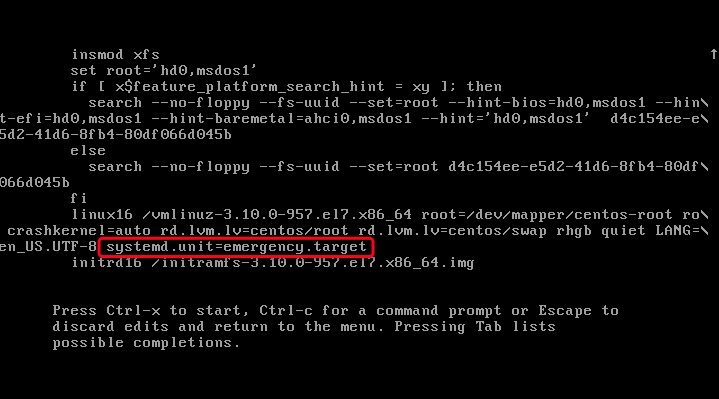 insmod xfs
set root='hd0,msdos1'
if [ x$feature_platform_search_hint = xy ]; then
search --no-floppy --fs-uuid --set=root --hint-bios=hd0,msdos1 --hin\
t-efi=hd0,msdos1 --hint-baremetal=ahci0,msdos1 --hint='hd0,msdos1'  d4c154ee-e\
5d2-41d6-8fb4-80df066d045b
else
search --no-floppy --fs-uuid --set=root d4c154ee-e5d2-41d6-8fb4-80df\
066d045b
fi
linux16 /vmlinuz-3.10.0-957.el7.x86_64 root=/dev/mapper/centos-root ro\
crashkernel=auto rd.lvm.lv=centos/root rd.lvm.lv=centos/swap rhgb quiet LANG=\
en_US.UTF-8 systemd.unit=emergency.target
initrd16 /initramfs-3.10.0-957.el7.x86_64.img
Press Ctrl-x to start, Ctrl-c for a command prompt or Escape to
discard edits and return to the menu. Pressing Tab lists
possible completions.